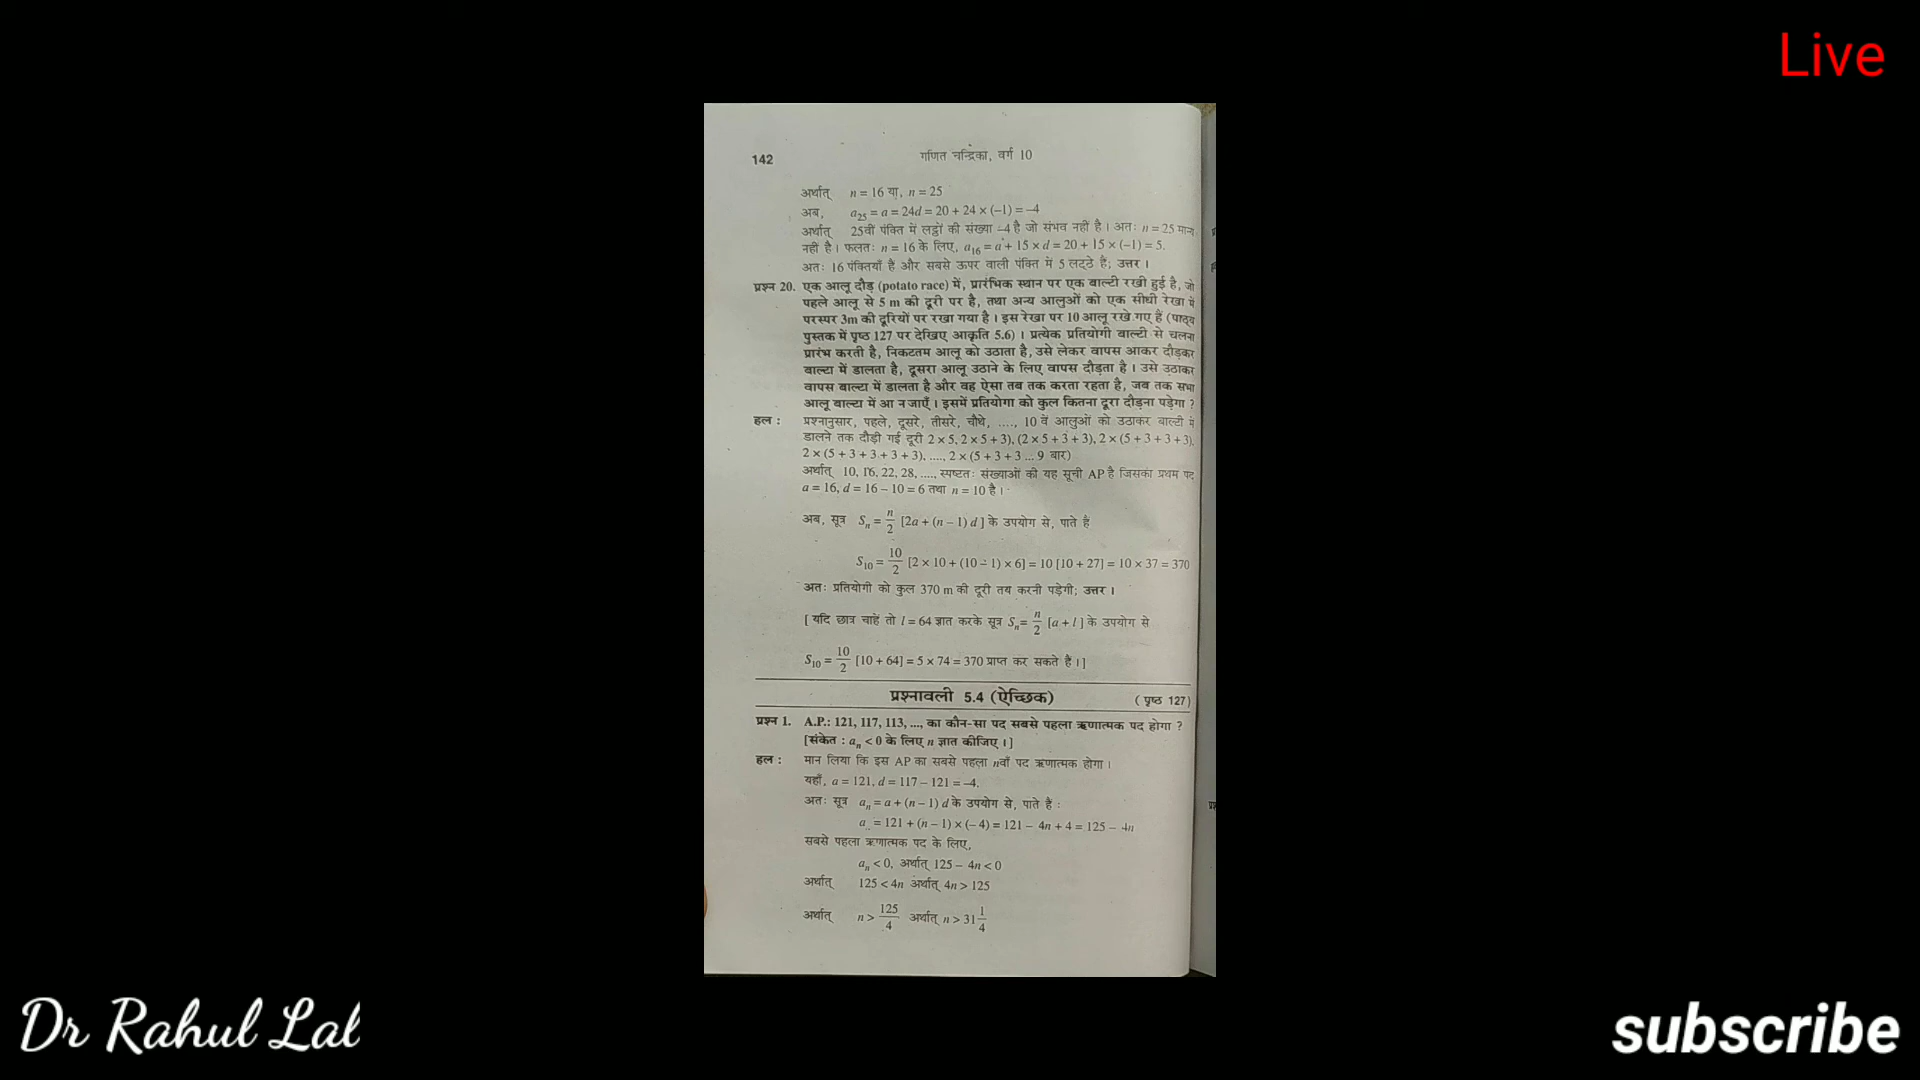 Live
142
गणित चन्द्रिका, वर्ग 10
अर्थात् n = 16 या, n = 25
अब, a25 = a = 24d = 20 + 24 × (–1) = –4
अर्थात् 25वीं पंक्ति में लट्ठों की संख्या –4 है जो संभव नहीं है। अतः n = 25 मान्य
नहीं है। फलतः n = 16 के लिए, a16 = a + 15 × d = 20 + 15 × (–1) = 5.
अतः 16 पंक्तियाँ हैं और सबसे ऊपर वाली पंक्ति में 5 लट्ठे हैं; उत्तर।
प्रश्न 20. एक आलू दौड़ (potato race) में, प्रारंभिक स्थान पर एक बाल्टी रखी हुई है, जो
पहले आलू से 5 m की दूरी पर है, तथा अन्य आलुओं को एक सीधी रेखा में
परस्पर 3m की दूरियों पर रखा गया है। इस रेखा पर 10 आलू रखे गए हैं (पाठ्य
पुस्तक में पृष्ठ 127 पर देखिए आकृति 5.6)। प्रत्येक प्रतियोगी बाल्टी से चलना
प्रारंभ करती है, निकटतम आलू को उठाता है, उसे लेकर वापस आकर दौड़कर
बाल्टी में डालता है, दूसरा आलू उठाने के लिए वापस दौड़ता है। उसे उठाकर
वापस बाल्टी में डालता है और वह ऐसा तब तक करता रहता है, जब तक सभी
आलू बाल्टी में आ न जाएँ। इसमें प्रतियोगी को कुल कितनी दूरी दौड़ना पड़ेगा ?
हल : प्रश्नानुसार, पहले, दूसरे, तीसरे, चौथे, ...., 10 वें आलुओं को उठाकर बाल्टी में
डालने तक दौड़ी गई दूरी 2 × 5, 2 × 5 + 3), (2 × 5 + 3 + 3), 2 × (5 + 3 + 3 + 3),
2 × (5 + 3 + 3 + 3 + 3), ...., 2 × (5 + 3 + 3 ... 9 बार)
अर्थात् 10, 16, 22, 28, ...., स्पष्टतः संख्याओं की यह सूची AP है जिसका प्रथम पद
a = 16, d = 16 – 10 = 6 तथा n = 10 है।
अब, सूत्र Sn = n/2 [2a + (n – 1) d] के उपयोग से, पाते हैं
S10 = 10/2 [2 × 10 + (10 – 1) × 6] = 10 [10 + 27] = 10 × 37 = 370
अतः प्रतियोगी को कुल 370 m की दूरी तय करनी पड़ेगी; उत्तर।
[ यदि छात्र चाहें तो l = 64 ज्ञात करके सूत्र Sn = n/2 [a + l] के उपयोग से
S10 = 10/2 [10 + 64] = 5 × 74 = 370 प्राप्त कर सकते हैं।]
प्रश्नावली 5.4 (ऐच्छिक) ( पृष्ठ 127)
प्रश्न 1. A.P.: 121, 117, 113, ..., का कौन-सा पद सबसे पहला ऋणात्मक पद होगा ?
[संकेत : an < 0 के लिए n ज्ञात कीजिए।]
हल : मान लिया कि इस AP का सबसे पहला nवाँ पद ऋणात्मक होगा।
यहाँ, a = 121, d = 117 – 121 = –4.
अतः सूत्र an = a + (n – 1) d के उपयोग से, पाते हैं :
a = 121 + (n – 1) × (– 4) = 121 – 4n + 4 = 125 – 4n
सबसे पहला ऋणात्मक पद के लिए,
an < 0, अर्थात् 125 – 4n < 0
अर्थात् 125 < 4n अर्थात् 4n > 125
अर्थात् n > 125/4 अर्थात् n > 31 1/4
Dr Rahul Lal
subscribe